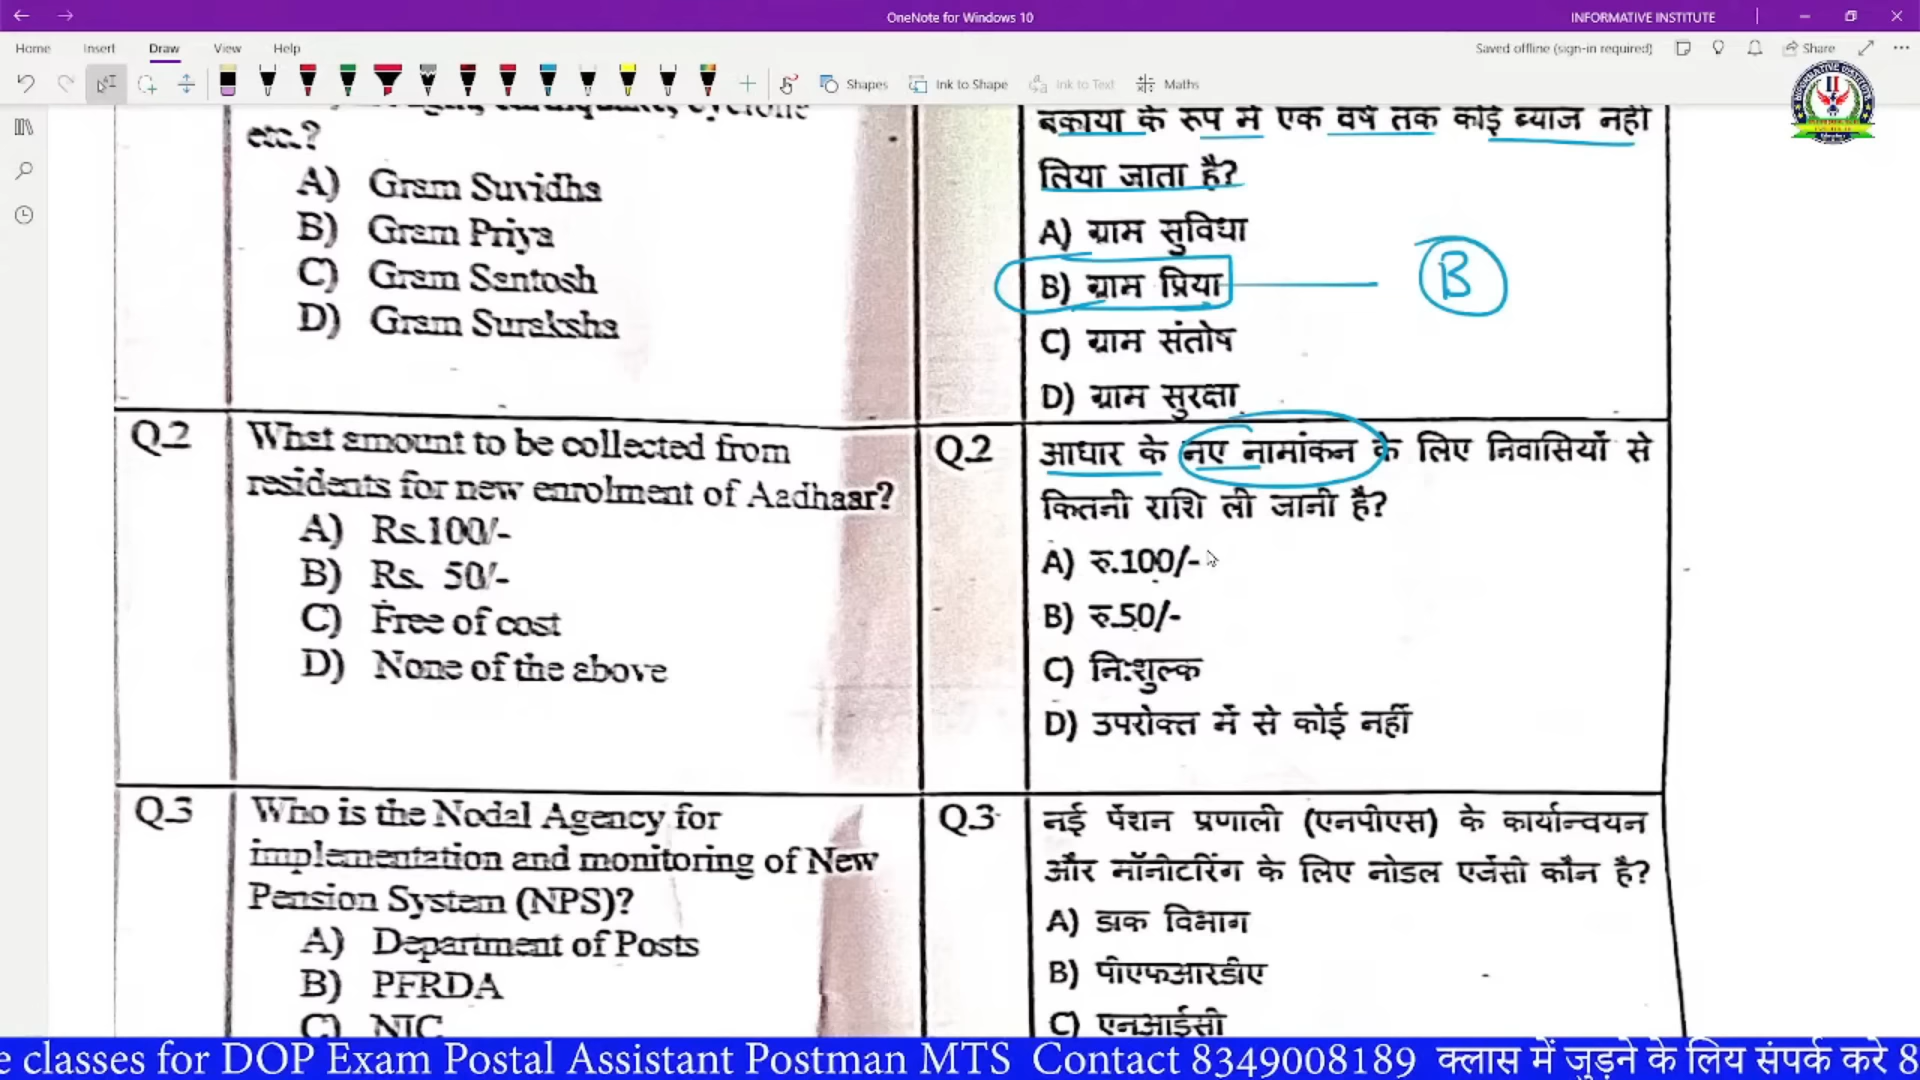 OneNote for Windows 10
INFORMATIVE INSTITUTE
Home Insert Draw View Help
Saved offline (sign-in required)
Share
Shapes
Ink to Shape
Ink to Text
Maths
cyclone
etc.?
A) Gram Suvidha
B) Gram Priya
C) Gram Santosh
D) Gram Suraksha
बकाया के रूप में एक वर्ष तक कोई ब्याज नहीं
लिया जाता है?
A) ग्राम सुविधा
B) ग्राम प्रिया
B
C) ग्राम संतोष
D) ग्राम सुरक्षा
Q.2
What amount to be collected from
residents for new enrolment of Aadhaar?
A) Rs.100/-
B) Rs. 50/-
C) Free of cost
D) None of the above
Q.2
आधार के नए नामांकन के लिए निवासियों से
कितनी राशि ली जानी है?
A) रु.100/-
B) रु.50/-
C) नि:शुल्क
D) उपरोक्त में से कोई नहीं
Q.3
Who is the Nodal Agency for
implementation and monitoring of New
Pension System (NPS)?
A) Department of Posts
B) PFRDA
C) NIC
Q.3
नई पेंशन प्रणाली (एनपीएस) के कार्यान्वयन
और मॉनीटरिंग के लिए नोडल एजेंसी कौन है?
A) डाक विभाग
B) पीएफआरडीए
C) एनआईसी
e classes for DOP Exam Postal Assistant Postman MTS Contact 8349008189 क्लास में जुड़ने के लिय संपर्क करे 8